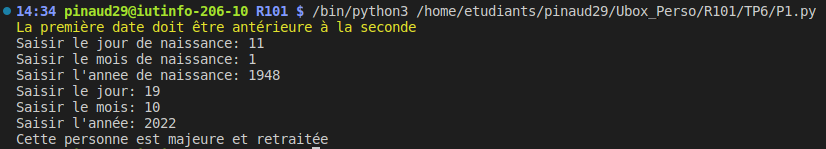 14:34 pinaud29@iutinfo-206-10 R101 $ /bin/python3 /home/etudiants/pinaud29/Ubox_Perso/R101/TP6/P1.py
La première date doit être antérieure à la seconde
Saisir le jour de naissance: 11
Saisir le mois de naissance: 1
Saisir l'annee de naissance: 1948
Saisir le jour: 19
Saisir le mois: 10
Saisir l'année: 2022
Cette personne est majeure et retraitée